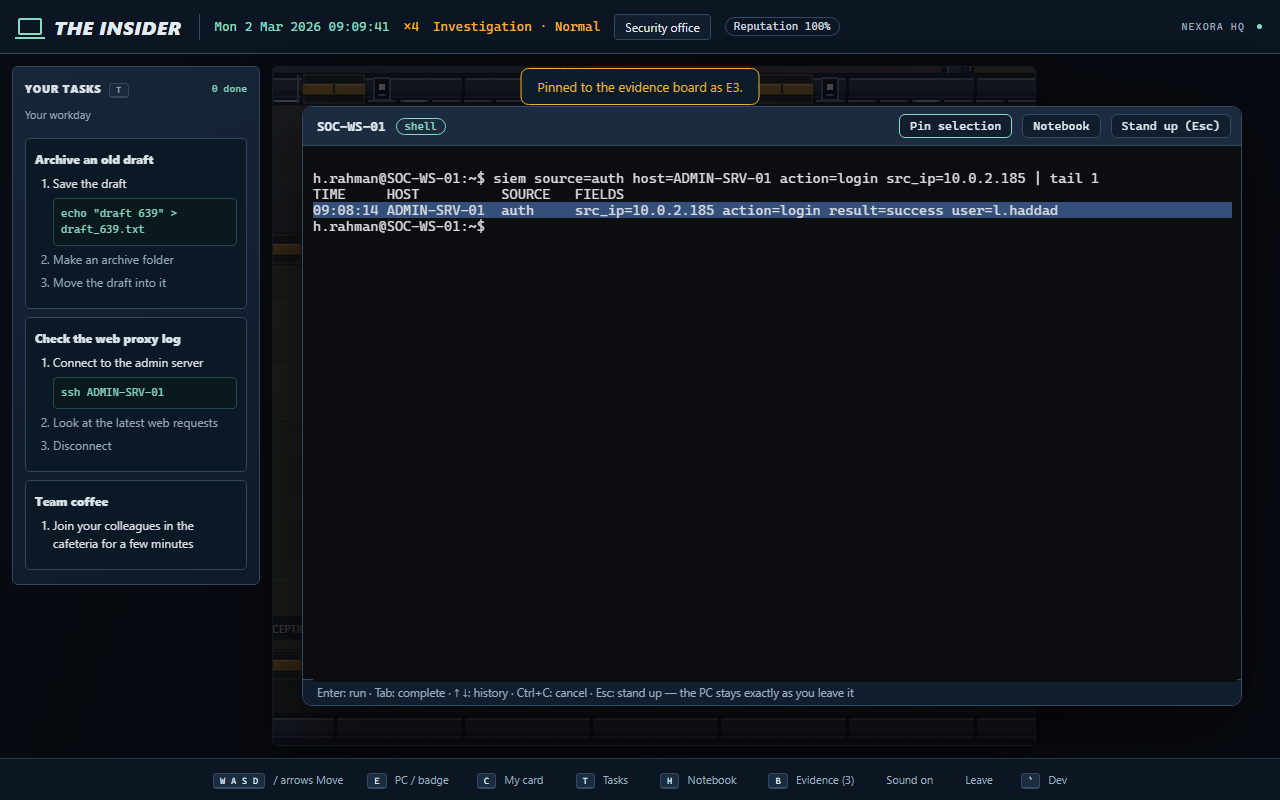 THE INSIDER
Mon 2 Mar 2026 09:09:41 ×4 Investigation · Normal Security office Reputation 100%
NEXORA HQ
YOUR TASKS T 0 done
Your workday
Archive an old draft
1. Save the draft
echo "draft 639" >
draft_639.txt
2. Make an archive folder
3. Move the draft into it
Check the web proxy log
1. Connect to the admin server
ssh ADMIN-SRV-01
2. Look at the latest web requests
3. Disconnect
Team coffee
1. Join your colleagues in the
cafeteria for a few minutes
Pinned to the evidence board as E3.
SOC-WS-01 shell Pin selection Notebook Stand up (Esc)
h.rahman@SOC-WS-01:~$ siem source=auth host=ADMIN-SRV-01 action=login src_ip=10.0.2.185 | tail 1
TIME HOST SOURCE FIELDS
09:08:14 ADMIN-SRV-01 auth src_ip=10.0.2.185 action=login result=success user=l.haddad
h.rahman@SOC-WS-01:~$
Enter: run · Tab: complete · ↑ ↓: history · Ctrl+C: cancel · Esc: stand up — the PC stays exactly as you leave it
W A S D / arrows Move E PC / badge C My card T Tasks H Notebook B Evidence (3) Sound on Leave ` Dev